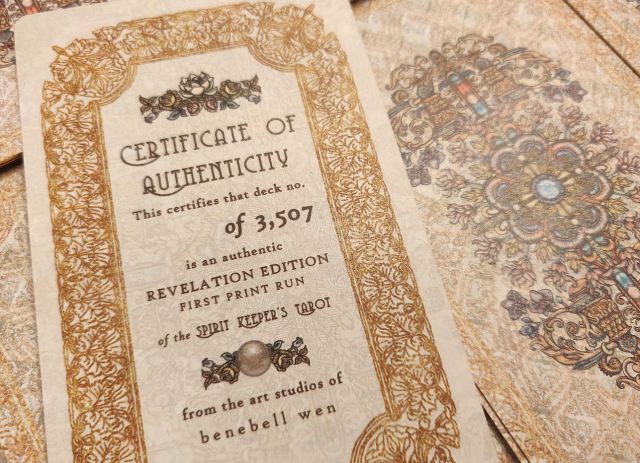 CERTIFICATE OF
AUTHENTICITY
This certifies that deck no.
of 3,507
is an authentic
REVELATION EDITION
FIRST PRINT RUN
of the SPIRIT KEEPER'S TAROT
from the art studios of
benebell wen